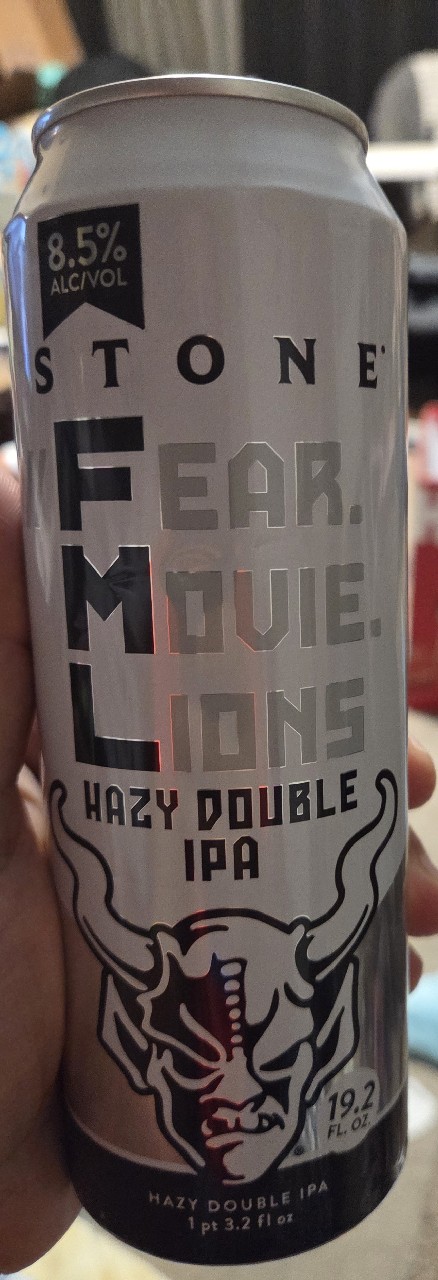 8.5%
ALC/VOL
STONE
"FEAR.
MOVIE.
LIONS
HAZY DOUBLE
IPA
19.2
FL. OZ.
HAZY DOUBLE IPA
1 pt 3.2 fl oz